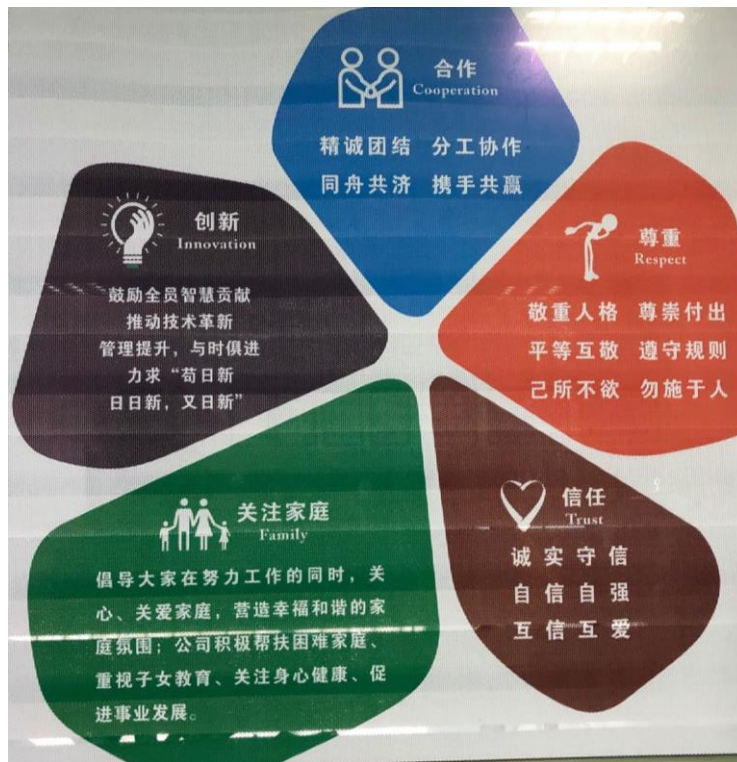 合作
Cooperation
精诚团结 分工协作
同舟共济 携手共赢
创新
Innovation
鼓励全员智慧贡献
推动技术革新
管理提升，与时俱进
力求“苟日新
日日新，又日新”
尊重
Respect
敬重人格 尊崇付出
平等互敬 遵守规则
己所不欲 勿施于人
关注家庭
Family
倡导大家在努力工作的同时，关
心、关爱家庭，营造幸福和谐的家
庭氛围；公司积极帮扶困难家庭、
重视子女教育、关注身心健康、促
进事业发展。
信任
Trust
诚实守信
自信自强
互信互爱